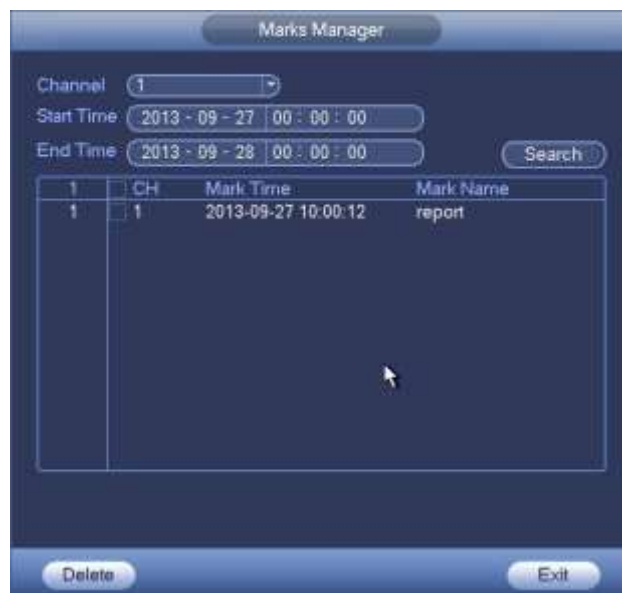 Marks Manager
Channel 1
Start Time 2013 - 09 - 27 00 : 00 : 00
End Time 2013 - 09 - 28 00 : 00 : 00 Search
1 CH Mark Time Mark Name
1 1 2013-09-27 10:00:12 report
Delete Exit